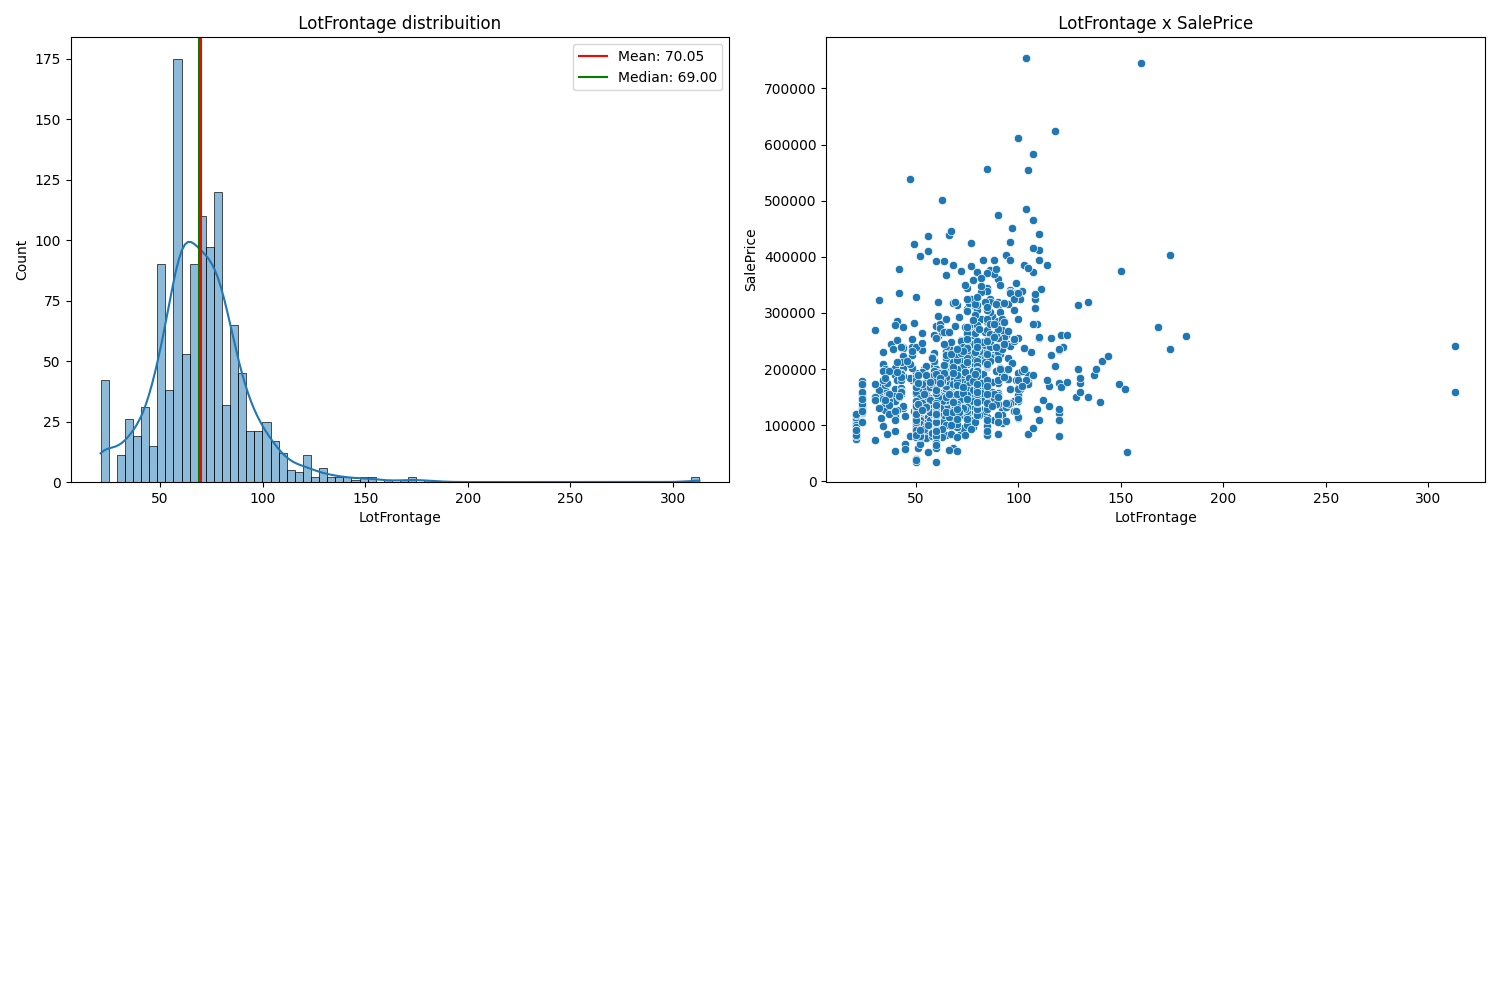 LotFrontage distribuition
175
150
125
100
75
50
25
0
Count
50 100 150 200 250 300
LotFrontage
Mean: 70.05
Median: 69.00
LotFrontage x SalePrice
700000
600000
500000
400000
300000
200000
100000
0
SalePrice
50 100 150 200 250 300
LotFrontage